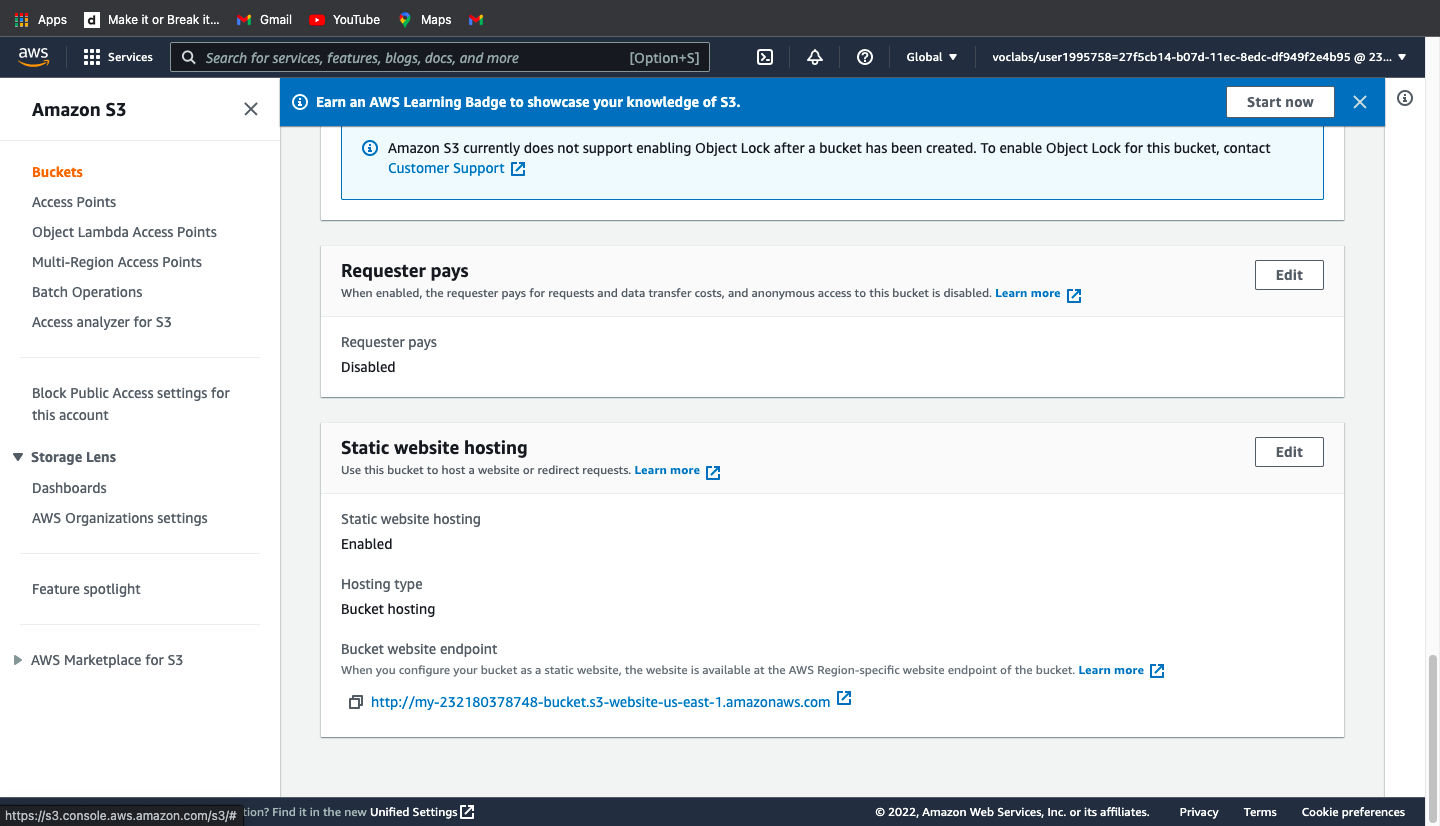 Apps
Make it or Break it...
Gmail
YouTube
Maps
aws
Services
Search for services, features, blogs, docs, and more
[Option+S]
Global
voclabs/user1995758=27f5cb14-b07d-11ec-8edc-df949f2e4b95 @ 23...
Amazon S3
Buckets
Access Points
Object Lambda Access Points
Multi-Region Access Points
Batch Operations
Access analyzer for S3
Block Public Access settings for
this account
Storage Lens
Dashboards
AWS Organizations settings
Feature spotlight
AWS Marketplace for S3
Earn an AWS Learning Badge to showcase your knowledge of S3.
Start now
Amazon S3 currently does not support enabling Object Lock after a bucket has been created. To enable Object Lock for this bucket, contact
Customer Support
Requester pays
Edit
When enabled, the requester pays for requests and data transfer costs, and anonymous access to this bucket is disabled. Learn more
Requester pays
Disabled
Static website hosting
Edit
Use this bucket to host a website or redirect requests. Learn more
Static website hosting
Enabled
Hosting type
Bucket hosting
Bucket website endpoint
When you configure your bucket as a static website, the website is available at the AWS Region-specific website endpoint of the bucket. Learn more
http://my-232180378748-bucket.s3-website-us-east-1.amazonaws.com
https://s3.console.aws.amazon.com/s3/#
tion? Find it in the new Unified Settings
© 2022, Amazon Web Services, Inc. or its affiliates.
Privacy
Terms
Cookie preferences